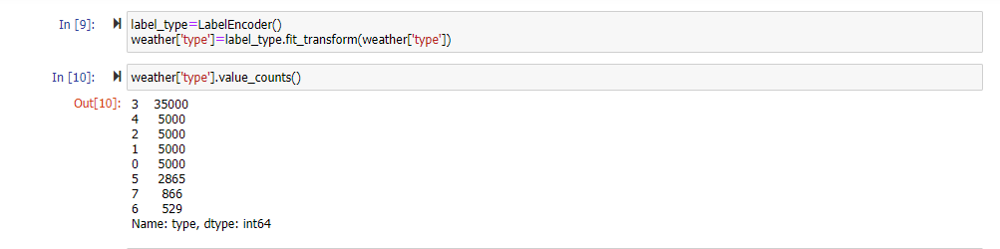 In [9]:
label_type=LabelEncoder()
weather['type']=label_type.fit_transform(weather['type'])
In [10]:
weather['type'].value_counts()
Out[10]:
3 35000
4 5000
2 5000
1 5000
0 5000
5 2865
7 866
6 529
Name: type, dtype: int64